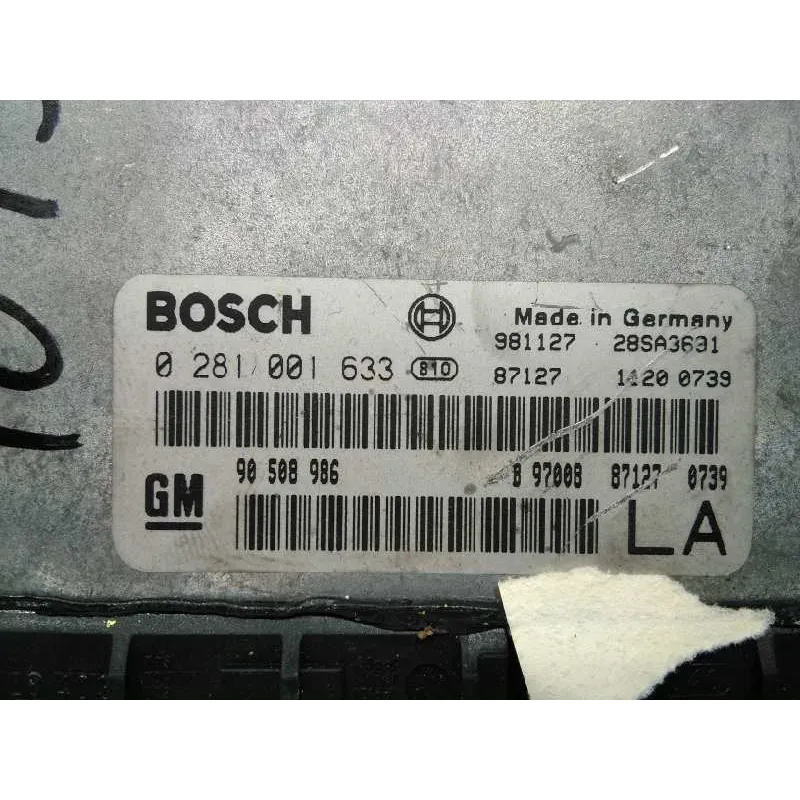 BOSCH Made in Germany
981127 28SA3631
0 281 001 633 810 87127 1120 0739
GM 90 508 986 B 97008 87127 0739
LA